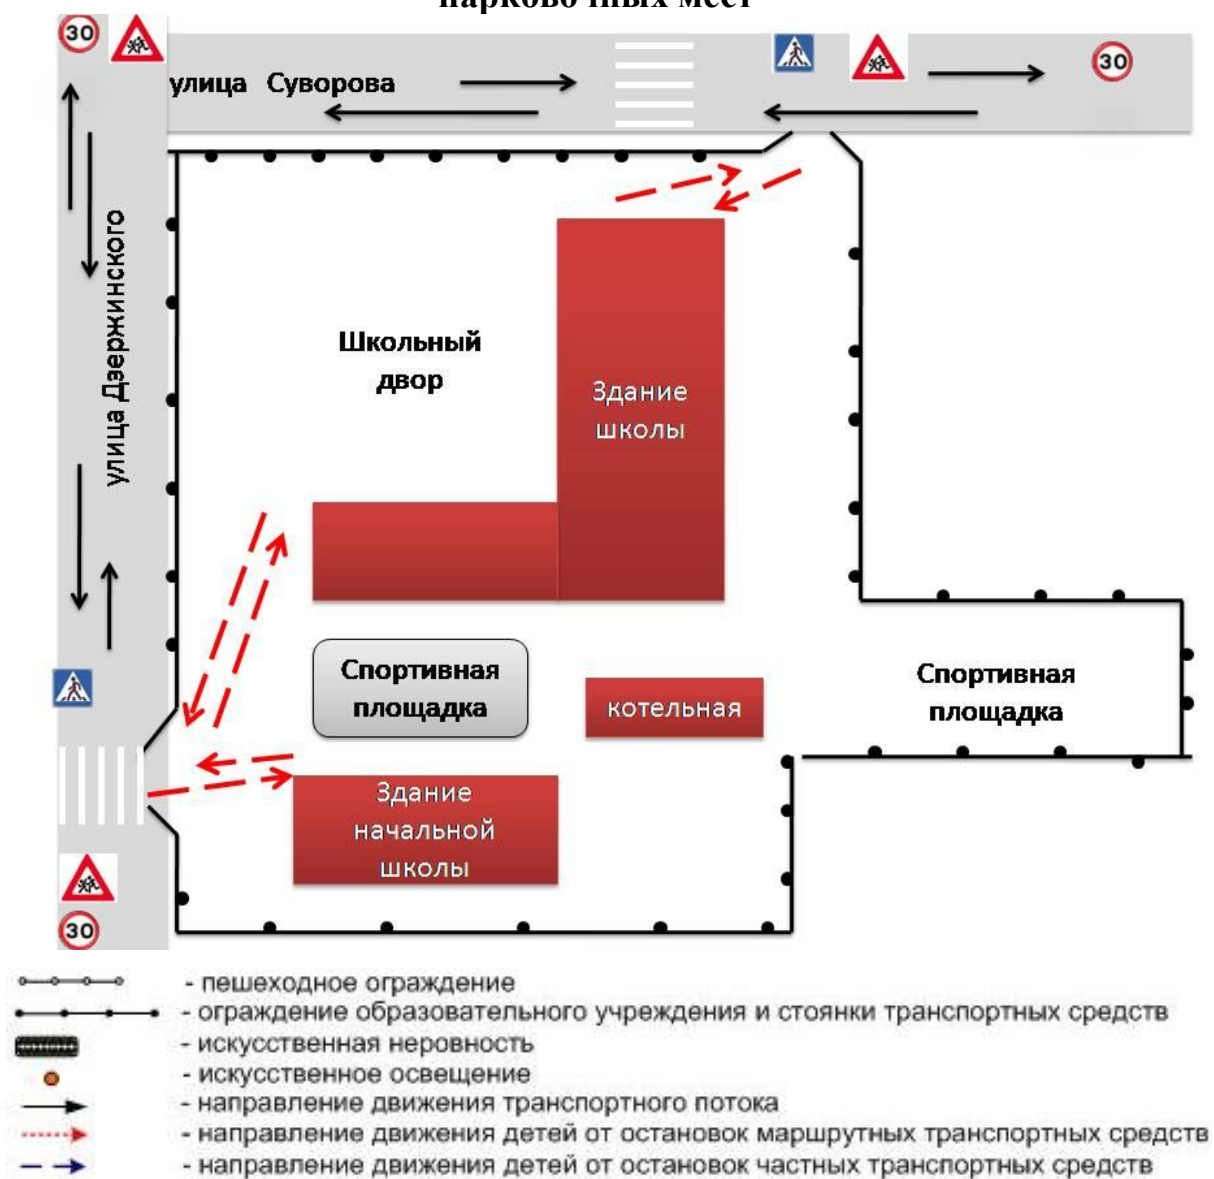 парковочных мест
30
30
улица Суворова
улица Дзержинского
Школьный
двор
Здание
школы
Спортивная
площадка
котельная
Спортивная
площадка
Здание
начальной
школы
30
- пешеходное ограждение
- ограждение образовательного учреждения и стоянки транспортных средств
- искусственная неровность
- искусственное освещение
- направление движения транспортного потока
- направление движения детей от остановок маршрутных транспортных средств
- направление движения детей от остановок частных транспортных средств